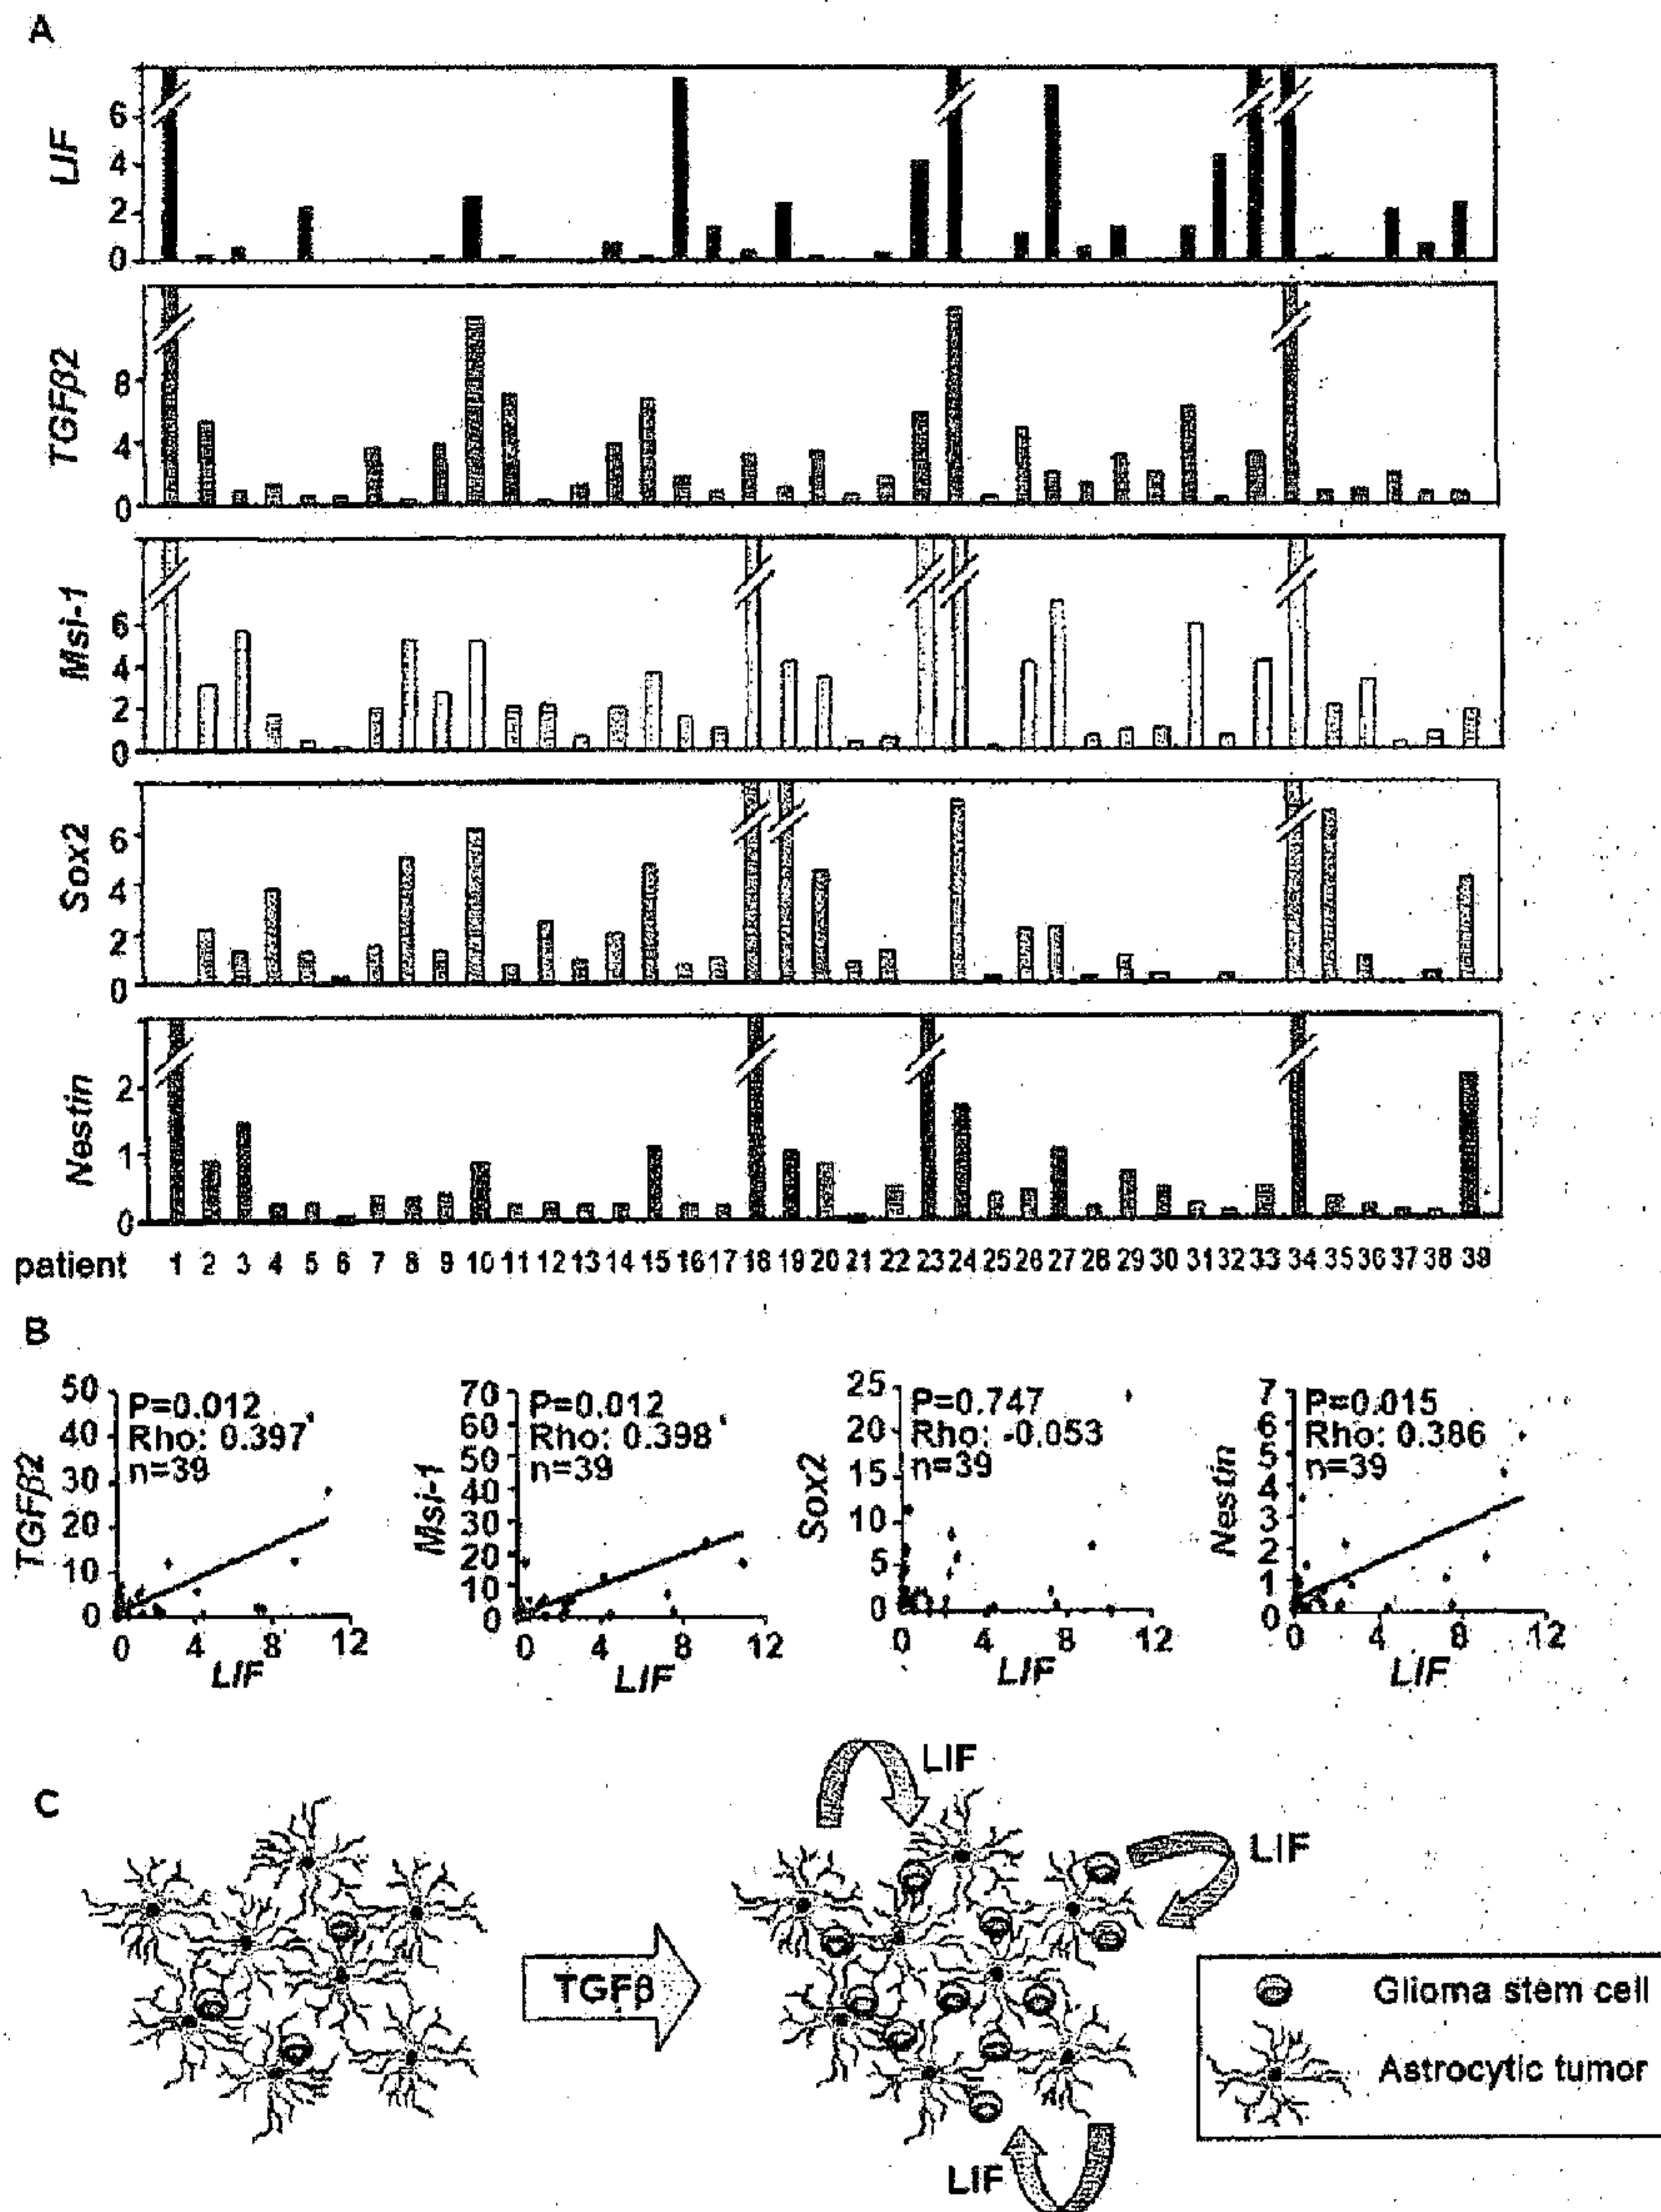 A
LIF
6
4
2
0
TGFβ2
8
4
0
Msi-1
6
4
2
0
Sox2
6
4
2
0
Nestin
2
1
0
patient 1 2 3 4 5 6 7 8 9 10 11 12 13 14 15 16 17 18 19 20 21 22 23 24 25 26 27 28 29 30 31 32 33 34 35 36 37 38 39
B
TGFβ2
50
40
30
20
10
0
P=0.012
Rho: 0.397
n=39
0 4 8 12
LIF
Msi-1
70
60
50
40
30
20
10
0
P=0.012
Rho: 0.398
n=39
0 4 8 12
LIF
Sox2
25
20
15
10
5
0
P=0.747
Rho: -0.053
n=39
0 4 8 12
LIF
Nestin
7
6
5
4
3
2
1
0
P=0.015
Rho: 0.386
n=39
0 4 8 12
LIF
C
TGFβ
LIF
LIF
LIF
Glioma stem cell
Astrocytic tumor